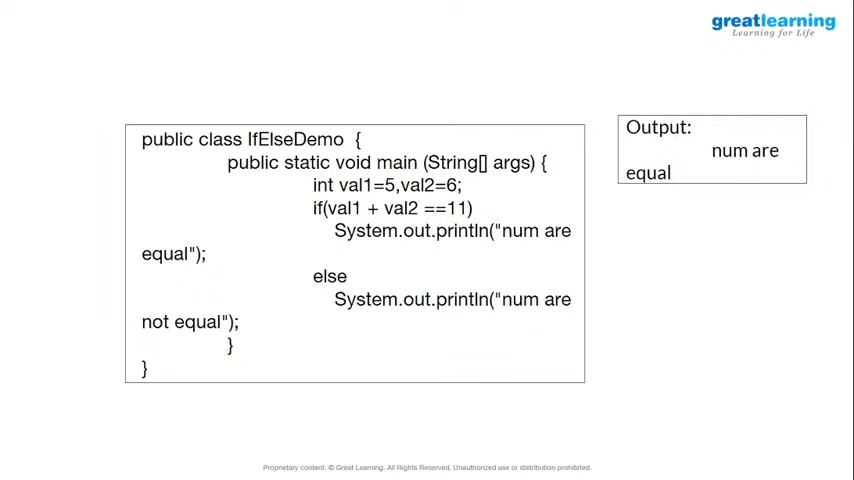 greatlearning
Learning for Life
public class IfElseDemo {
public static void main (String[] args) {
int val1=5,val2=6;
if(val1 + val2 ==11)
System.out.println("num are
equal");
else
System.out.println("num are
not equal");
}
}
Output:
num are
equal
Proprietary content. © Great Learning. All Rights Reserved. Unauthorized use or distribution prohibited.